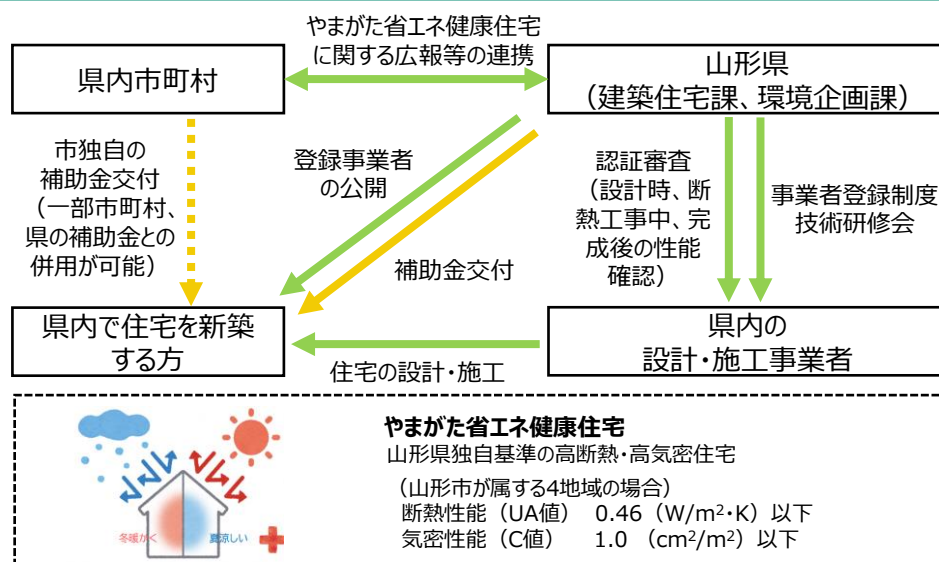 やまがた省エネ健康住宅
に関する広報等の連携
県内市町村
山形県
（建築住宅課、環境企画課）
市独自の
補助金交付
（一部市町村、
県の補助金との
併用が可能）
登録事業者
の公開
補助金交付
認証審査
（設計時、断
熱工事中、完
成後の性能
確認）
事業者登録制度
技術研修会
県内で住宅を新築
する方
住宅の設計・施工
県内の
設計・施工事業者
冬暖かく 夏涼しい
やまがた省エネ健康住宅
山形県独自基準の高断熱・高気密住宅
（山形市が属する4地域の場合）
断熱性能（UA値） 0.46（W/m²・K）以下
気密性能（C値） 1.0 （cm²/m²）以下